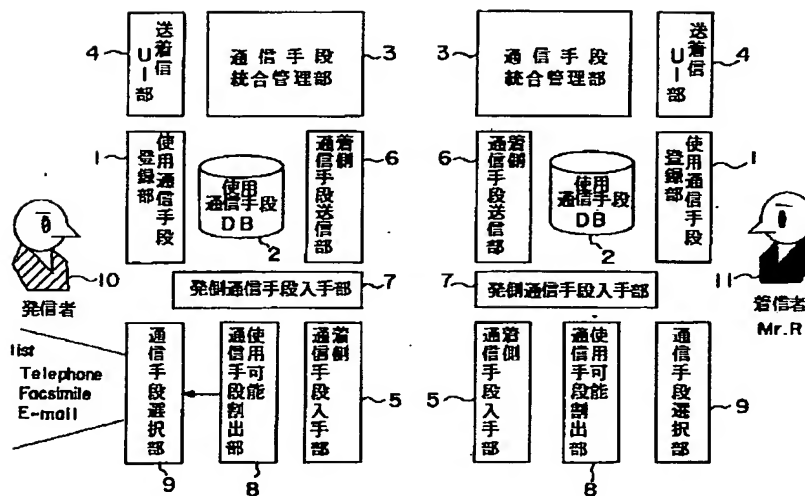 4
送着信
UI部
通信手段
統合管理部
3
3
通信手段
統合管理部
送着信
UI部
4
1
使用通信手段
登録部
使用
通信手段
DB
2
着側
通信手段送信部
6
6
着側
通信手段送信部
使用
通信手段
DB
2
使用通信手段
登録部
1
10
発信者
発側通信手段入手部
7
7
発側通信手段入手部
11
着信者
Mr.R
list
Telephone
Facsimile
E-mail
通信手段選択部
9
使用可能
通信手段割出部
8
着側
通信手段入手部
5
5
着側
通信手段入手部
使用可能
通信手段割出部
8
通信手段選択部
9